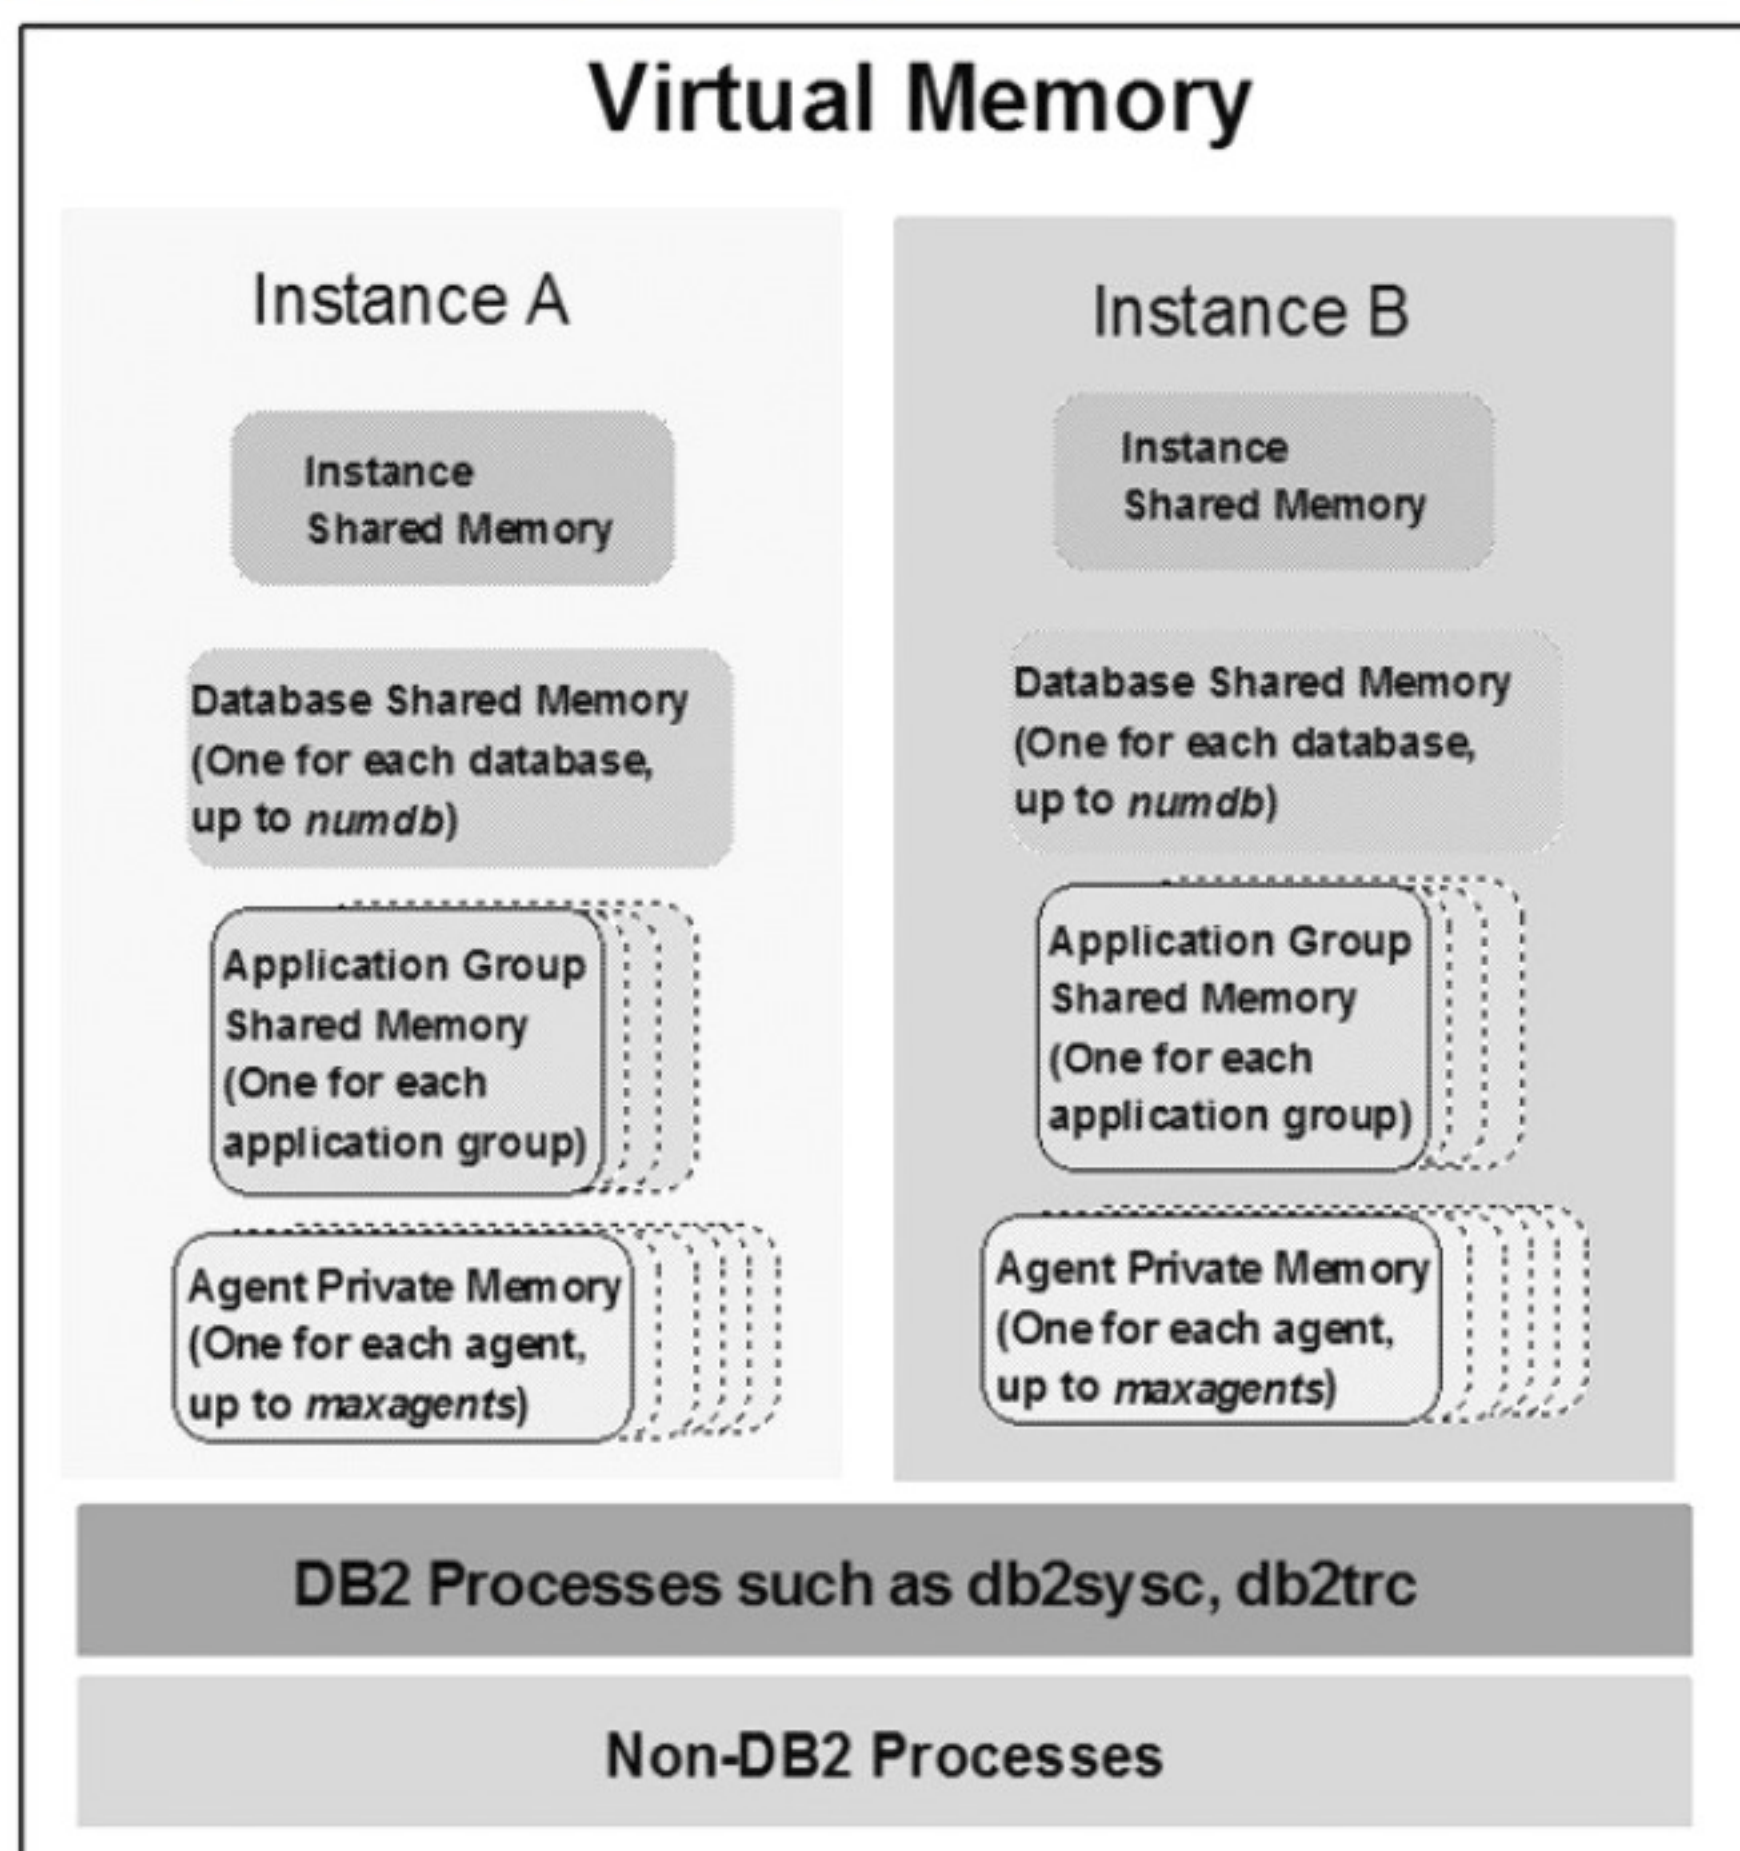 Virtual Memory
Instance A
Instance
Shared Memory
Database Shared Memory
(One for each database,
up to numdb)
Application Group
Shared Memory
(One for each
application group)
Agent Private Memory
(One for each agent,
up to maxagents)
Instance B
Instance
Shared Memory
Database Shared Memory
(One for each database,
up to numdb)
Application Group
Shared Memory
(One for each
application group)
Agent Private Memory
(One for each agent,
up to maxagents)
DB2 Processes such as db2sysc, db2trc
Non-DB2 Processes